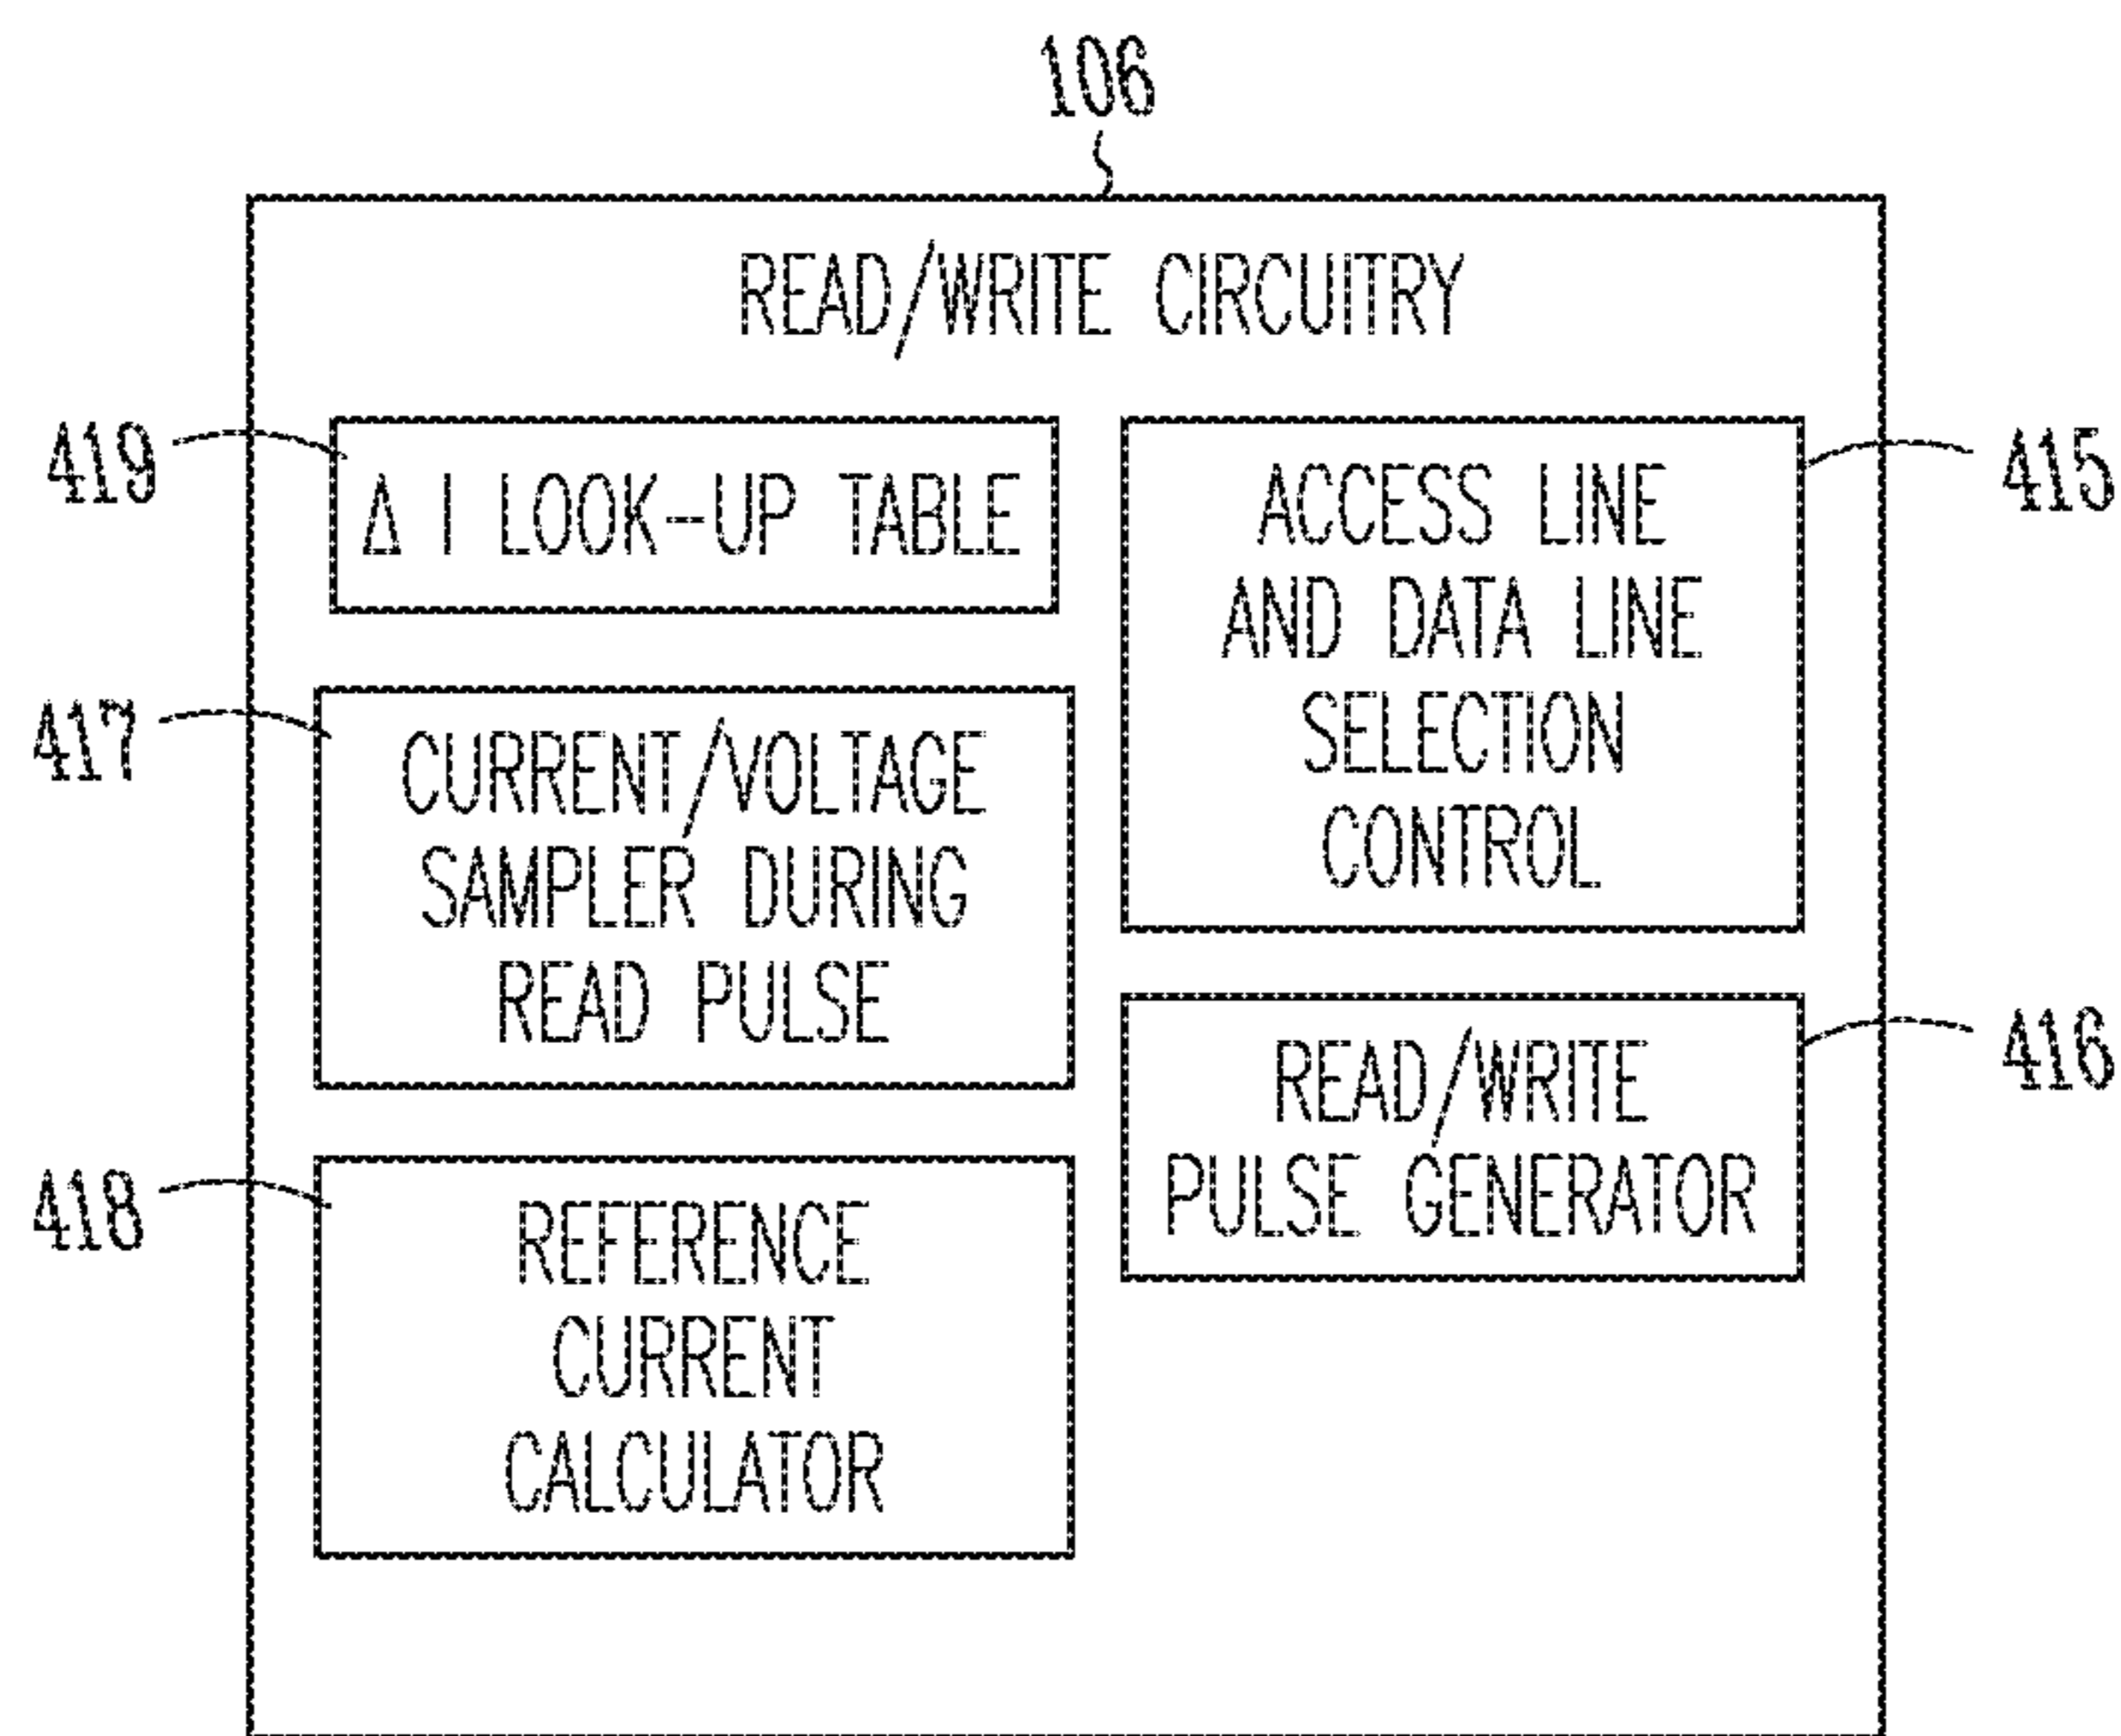 106
READ/WRITE CIRCUITRY
419
Δ I LOOK-UP TABLE
417
CURRENT/VOLTAGE
SAMPLER DURING
READ PULSE
418
REFERENCE
CURRENT
CALCULATOR
ACCESS LINE
AND DATA LINE
SELECTION
CONTROL
415
READ/WRITE
PULSE GENERATOR
416